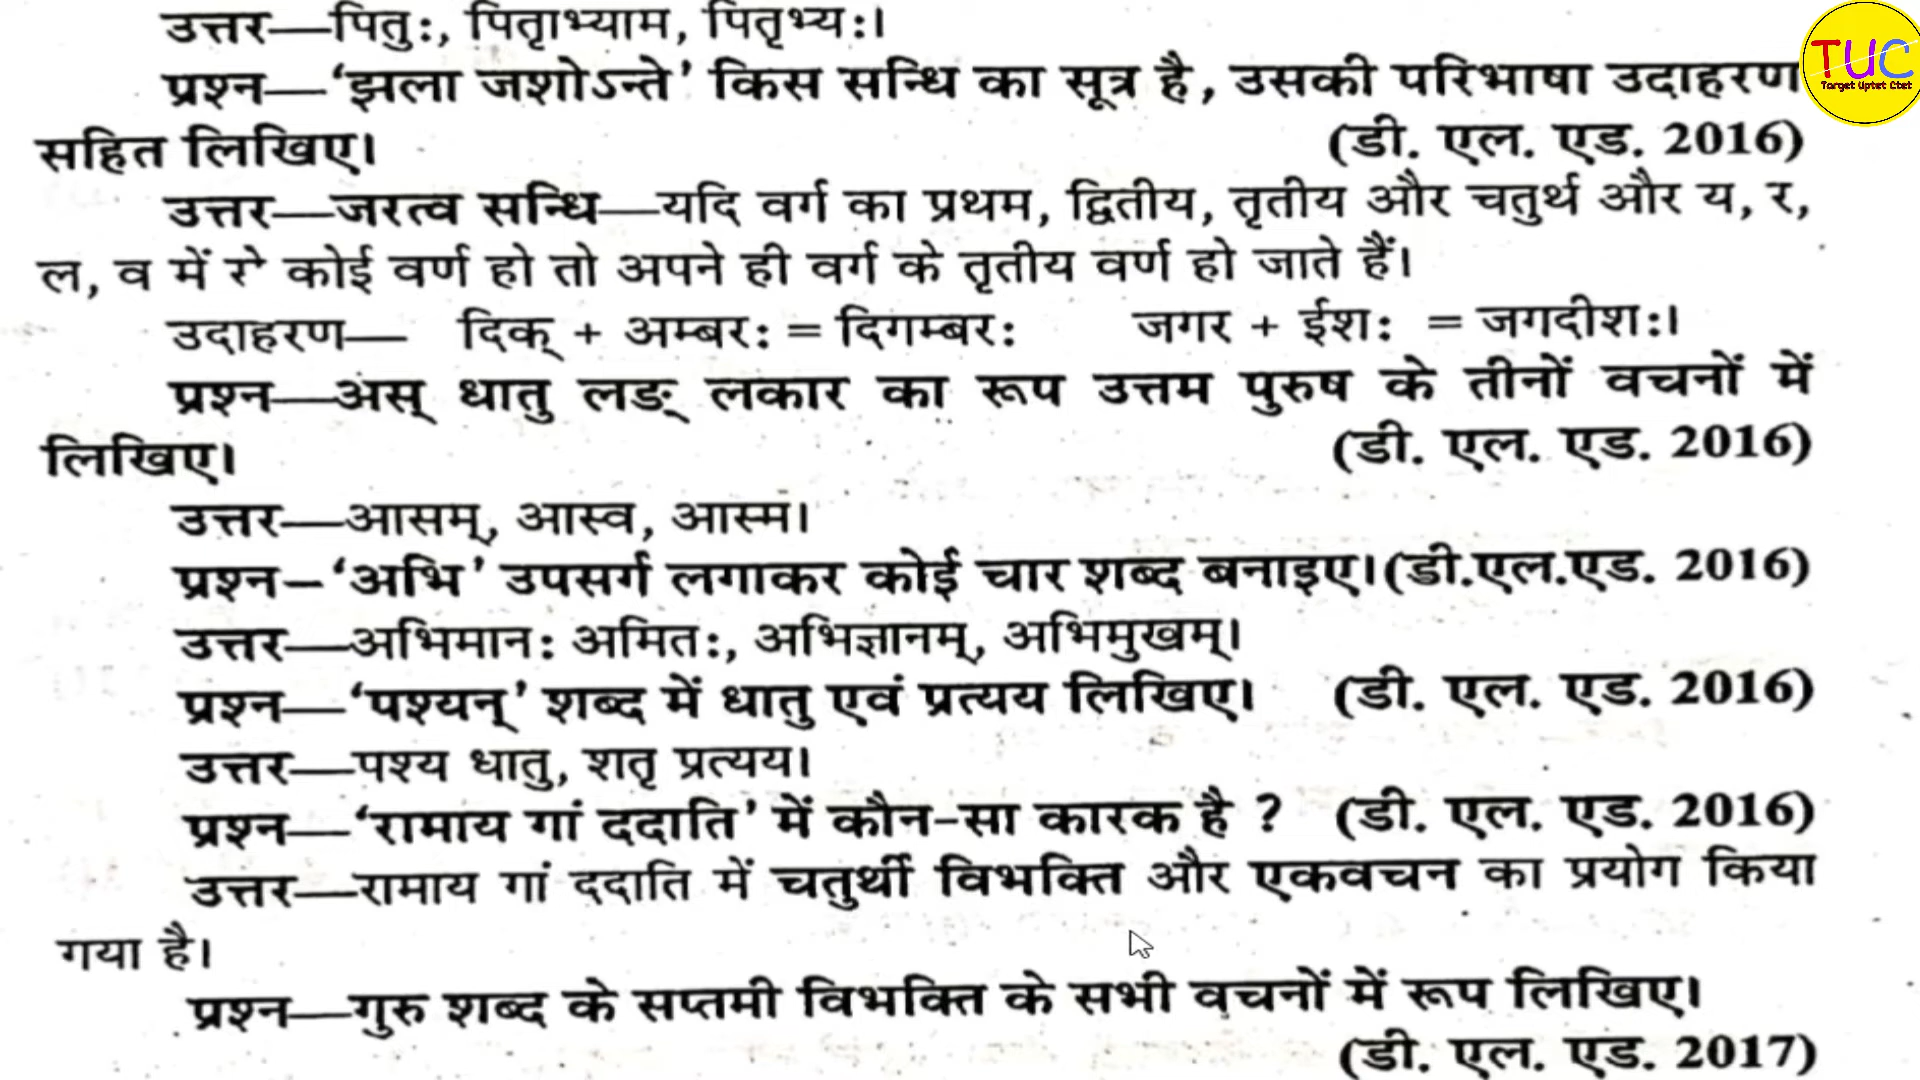 उत्तर—पितुः, पितृाभ्याम, पितृभ्यः।
प्रश्न—‘झला जशोऽन्ते’ किस सन्धि का सूत्र है, उसकी परिभाषा उदाहरण
सहित लिखिए। (डी. एल. एड. 2016)
उत्तर—जरत्व सन्धि—यदि वर्ग का प्रथम, द्वितीय, तृतीय और चतुर्थ और य, र,
ल, व में से कोई वर्ण हो तो अपने ही वर्ग के तृतीय वर्ण हो जाते हैं।
उदाहरण— दिक् + अम्बरः = दिगम्बरः जगर + ईशः = जगदीशः।
प्रश्न—अस् धातु लङ् लकार का रूप उत्तम पुरुष के तीनों वचनों में
लिखिए। (डी. एल. एड. 2016)
उत्तर—आसम्, आस्व, आस्म।
प्रश्न–‘अभि’ उपसर्ग लगाकर कोई चार शब्द बनाइए।(डी.एल.एड. 2016)
उत्तर—अभिमानः अमितः, अभिज्ञानम्, अभिमुखम्।
प्रश्न—‘पश्यन्’ शब्द में धातु एवं प्रत्यय लिखिए। (डी. एल. एड. 2016)
उत्तर—पश्य धातु, शतृ प्रत्यय।
प्रश्न—‘रामाय गां ददाति’ में कौन-सा कारक है ? (डी. एल. एड. 2016)
उत्तर—रामाय गां ददाति में चतुर्थी विभक्ति और एकवचन का प्रयोग किया
गया है।
प्रश्न—गुरु शब्द के सप्तमी विभक्ति के सभी वचनों में रूप लिखिए।
(डी. एल. एड. 2017)
TUC
Target Uptet Ctet